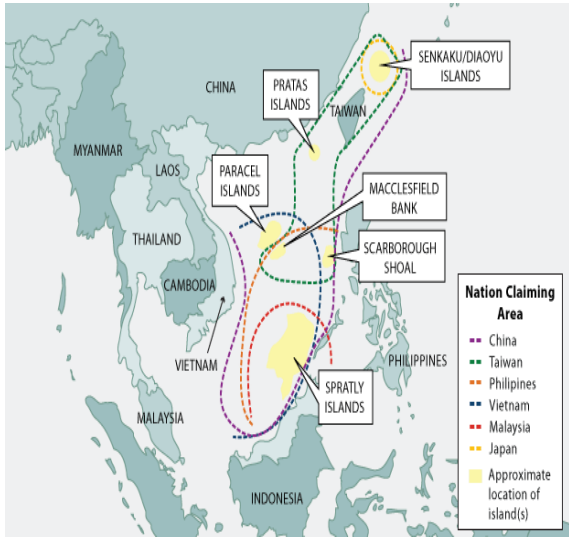 SENKAKU/DIAOYU
ISLANDS
CHINA
PRATAS
ISLANDS
TAIWAN
MYANMAR
LAOS
PARACEL
ISLANDS
MACCLESFIELD
BANK
THAILAND
SCARBOROUGH
SHOAL
CAMBODIA
VIETNAM
PHILIPPINES
SPRATLY
ISLANDS
MALAYSIA
INDONESIA
Nation Claiming
Area
China
Taiwan
Philipines
Vietnam
Malaysia
Japan
Approximate
location of
island(s)